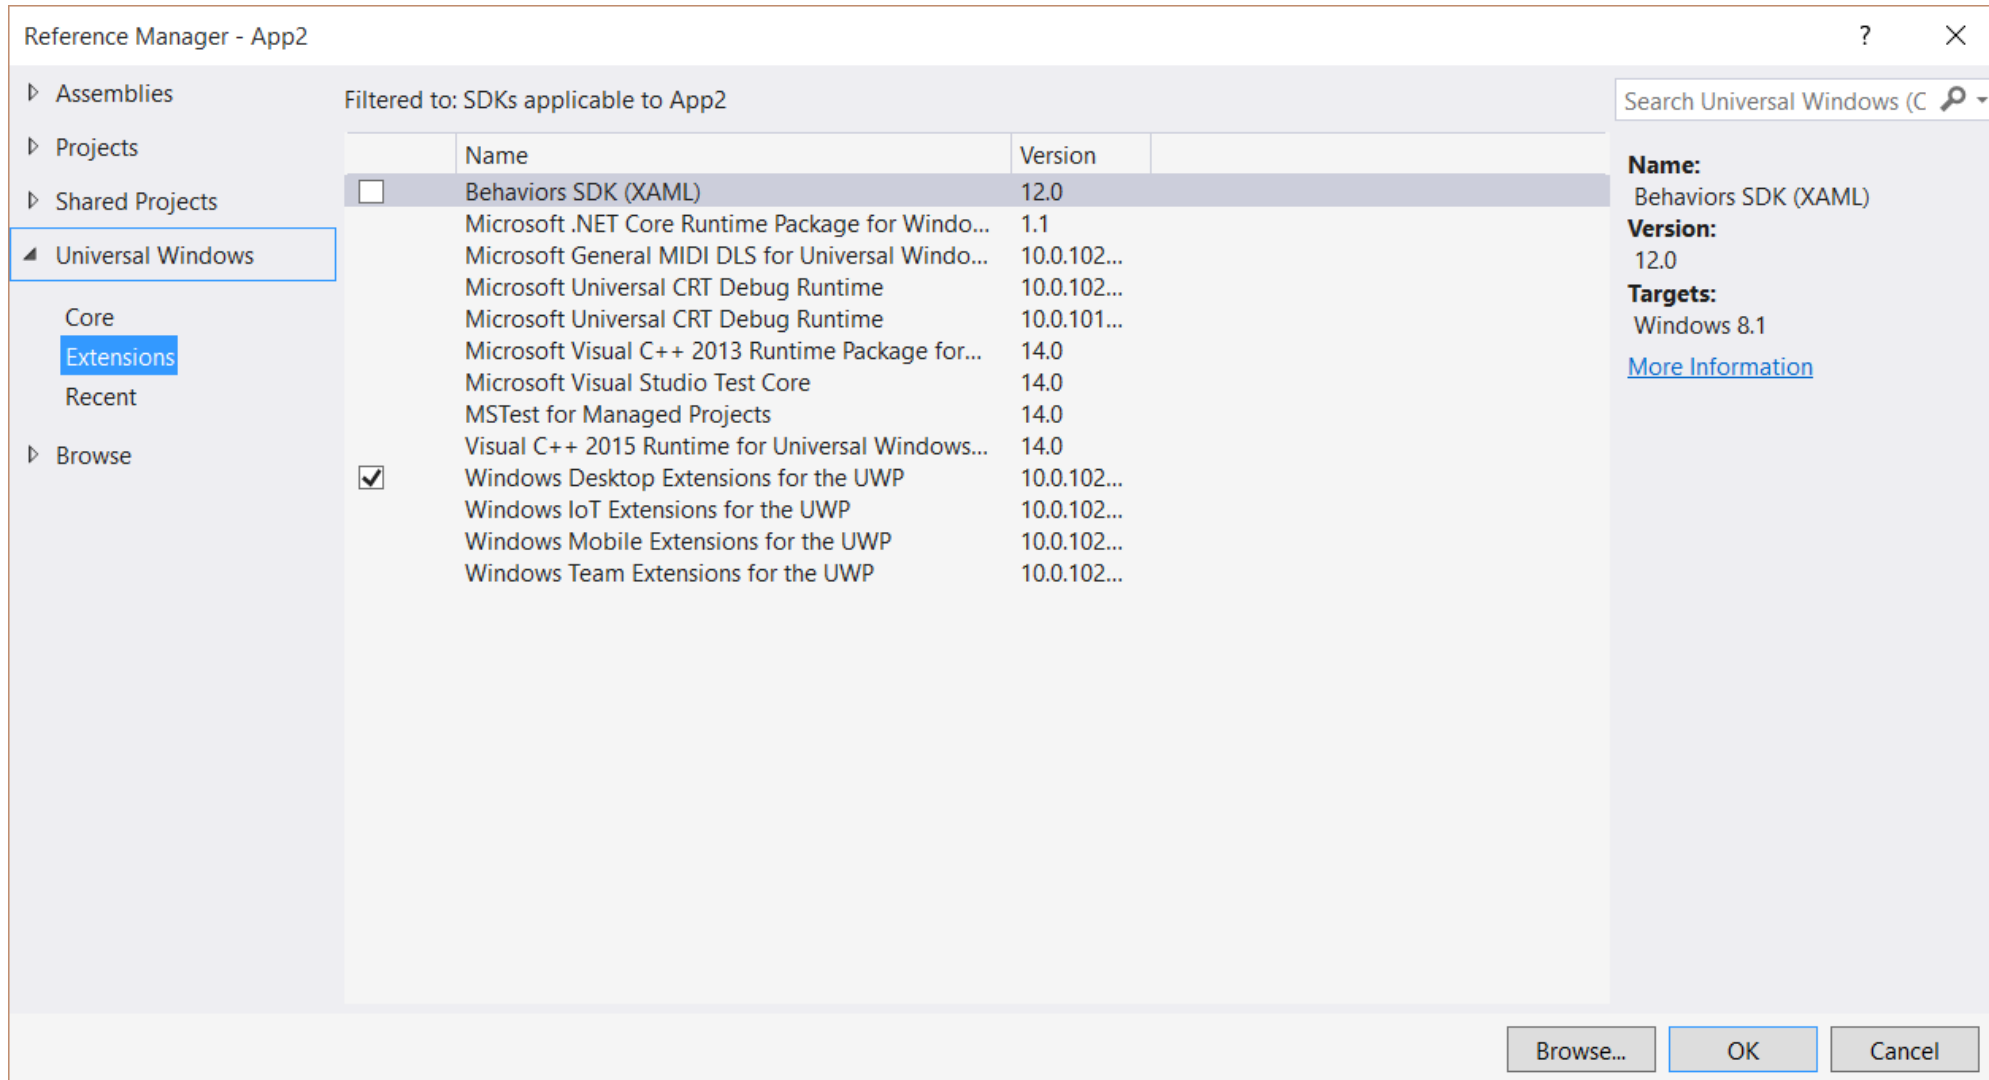 Reference Manager - App2
?
Assemblies
Projects
Shared Projects
Universal Windows
Core
Extensions
Recent
Browse
Filtered to: SDKs applicable to App2
Name Version
Behaviors SDK (XAML) 12.0
Microsoft .NET Core Runtime Package for Windo... 1.1
Microsoft General MIDI DLS for Universal Windo... 10.0.102...
Microsoft Universal CRT Debug Runtime 10.0.102...
Microsoft Universal CRT Debug Runtime 10.0.101...
Microsoft Visual C++ 2013 Runtime Package for... 14.0
Microsoft Visual Studio Test Core 14.0
MSTest for Managed Projects 14.0
Visual C++ 2015 Runtime for Universal Windows... 14.0
Windows Desktop Extensions for the UWP 10.0.102...
Windows IoT Extensions for the UWP 10.0.102...
Windows Mobile Extensions for the UWP 10.0.102...
Windows Team Extensions for the UWP 10.0.102...
Search Universal Windows (C
Name:
Behaviors SDK (XAML)
Version:
12.0
Targets:
Windows 8.1
More Information
Browse... OK Cancel